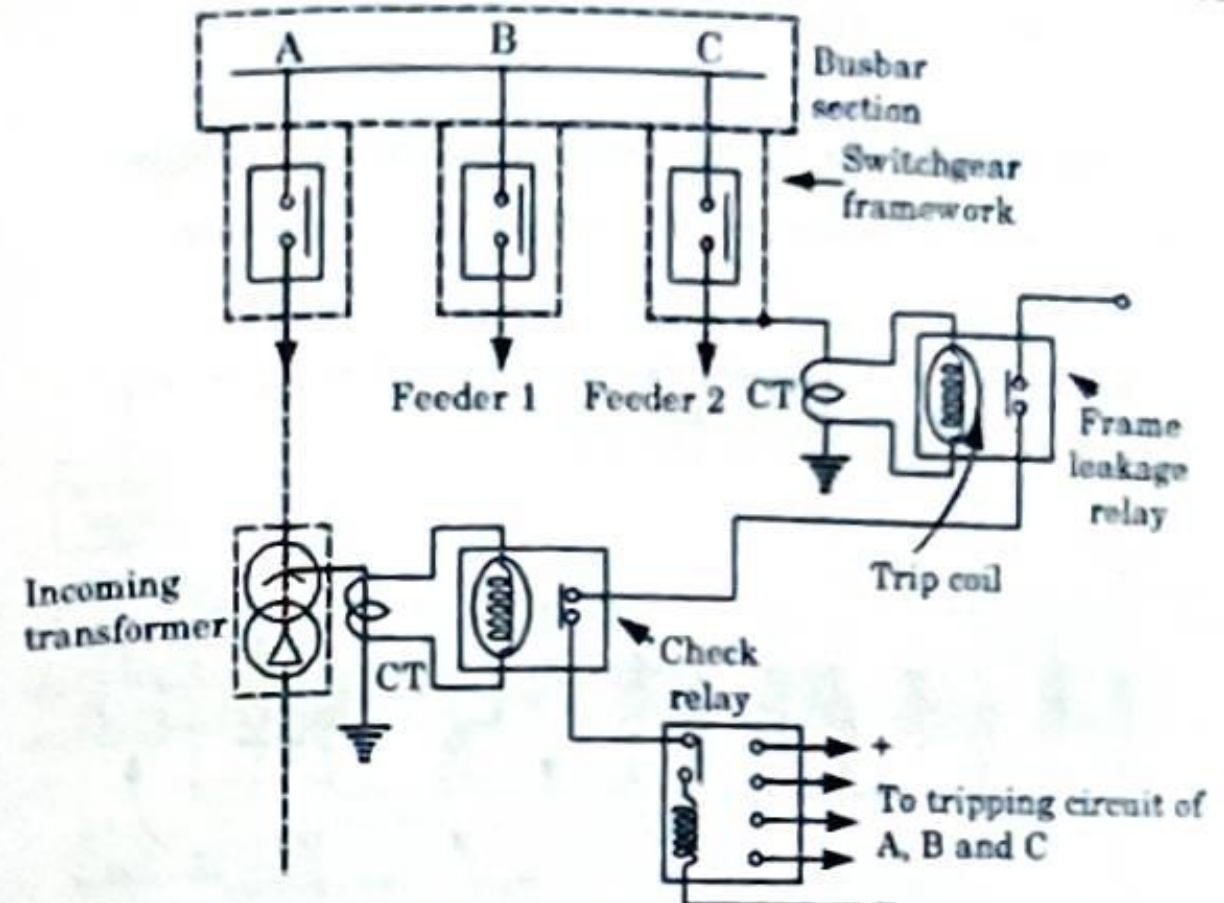 A
B
C
Busbar
section
Switchgear
framework
Feeder 1
Feeder 2
CT
Frame
leakage
relay
Trip coil
Incoming
transformer
CT
Check
relay
+
To tripping circuit of
A, B and C